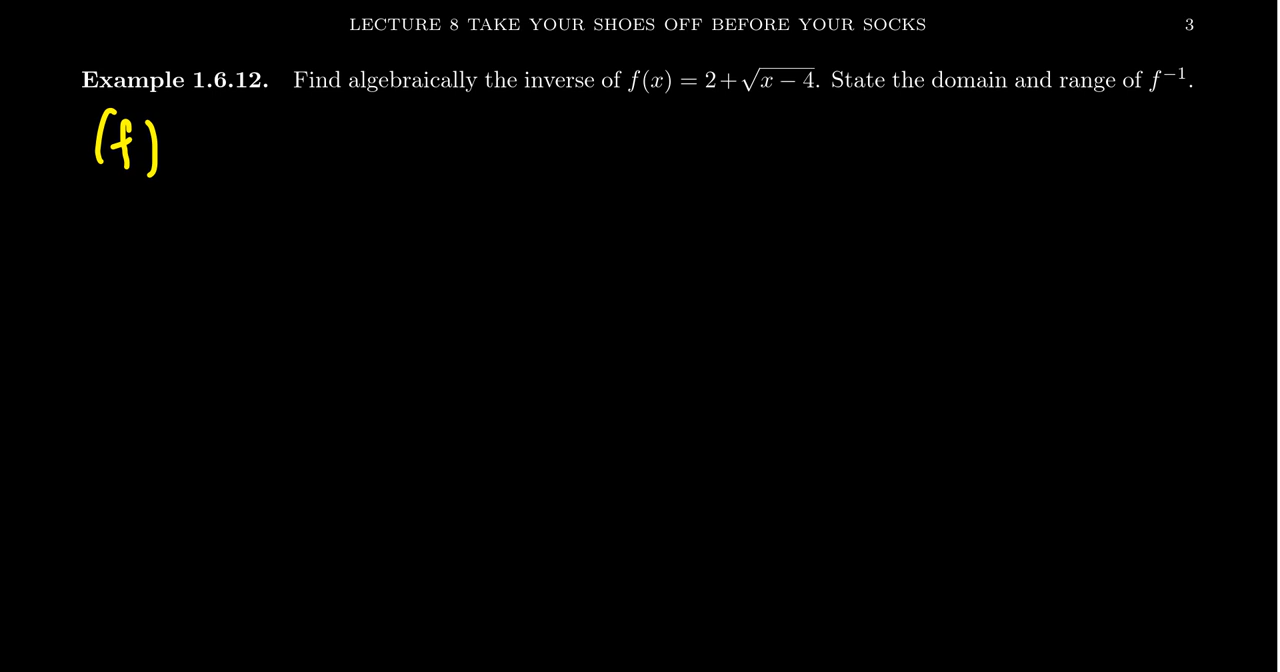 LECTURE 8 TAKE YOUR SHOES OFF BEFORE YOUR SOCKS 3
Example 1.6.12. Find algebraically the inverse of f(x) = 2+√(x − 4). State the domain and range of f⁻¹.
(f)